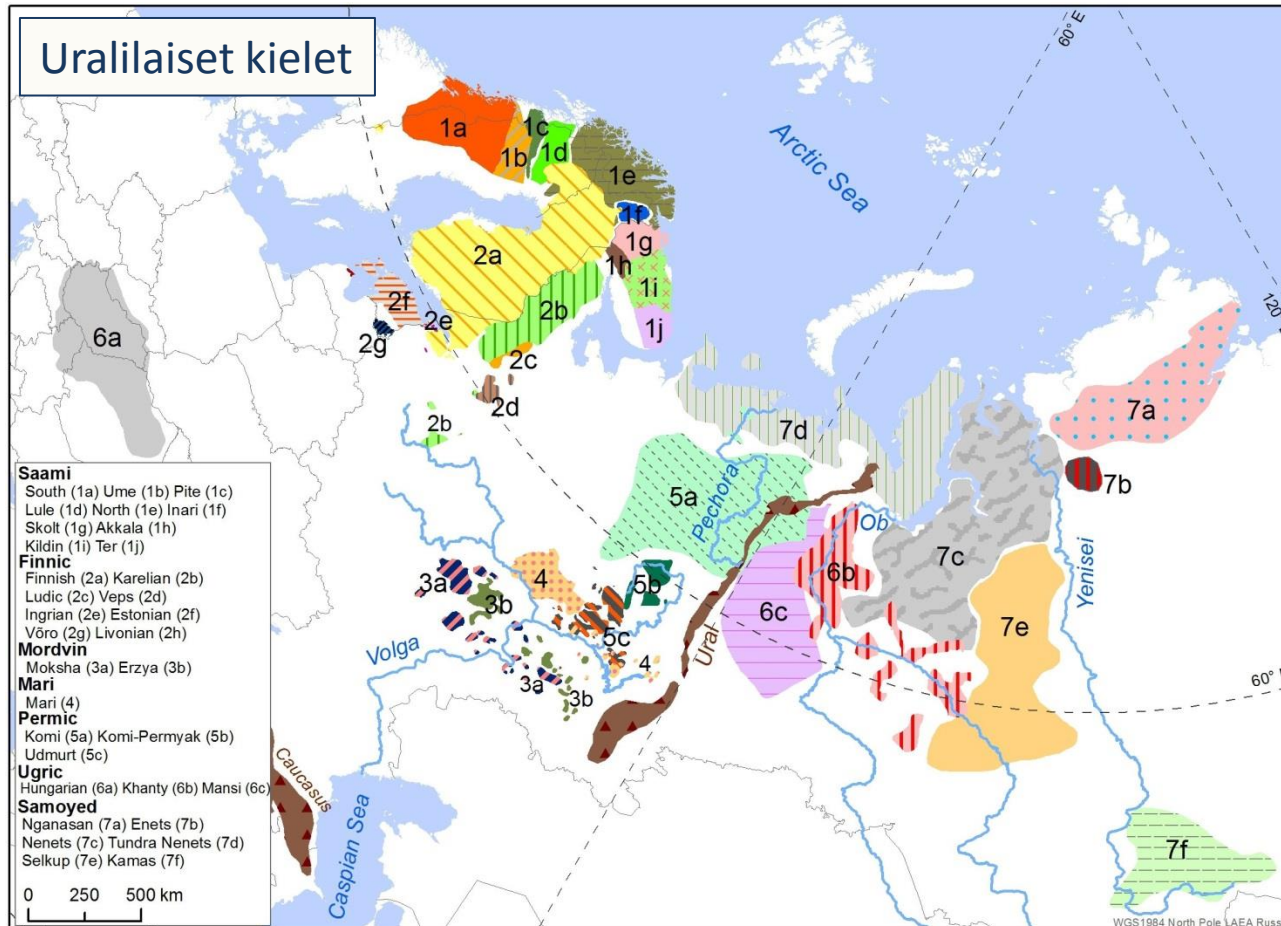 Uralilaiset kielet
60° E
120°
Arctic Sea
1a
1b
1c
1d
1e
1f
1g
1h
1i
1j
2a
2b
2c
2d
2e
2f
2g
2b
6a
7a
7b
7c
7d
7e
7f
5a
5b
5c
6b
6c
3a
3b
4
3a
3b
4
Pechora
Ob
Yenisei
Volga
Ural
Caucasus
Caspian Sea
60°
Saami
South (1a) Ume (1b) Pite (1c)
Lule (1d) North (1e) Inari (1f)
Skolt (1g) Akkala (1h)
Kildin (1i) Ter (1j)
Finnic
Finnish (2a) Karelian (2b)
Ludic (2c) Veps (2d)
Ingrian (2e) Estonian (2f)
Võro (2g) Livonian (2h)
Mordvin
Moksha (3a) Erzya (3b)
Mari
Mari (4)
Permic
Komi (5a) Komi-Permyak (5b)
Udmurt (5c)
Ugric
Hungarian (6a) Khanty (6b) Mansi (6c)
Samoyed
Nganasan (7a) Enets (7b)
Nenets (7c) Tundra Nenets (7d)
Selkup (7e) Kamas (7f)
0 250 500 km
WGS1984 North Pole LAEA Russ